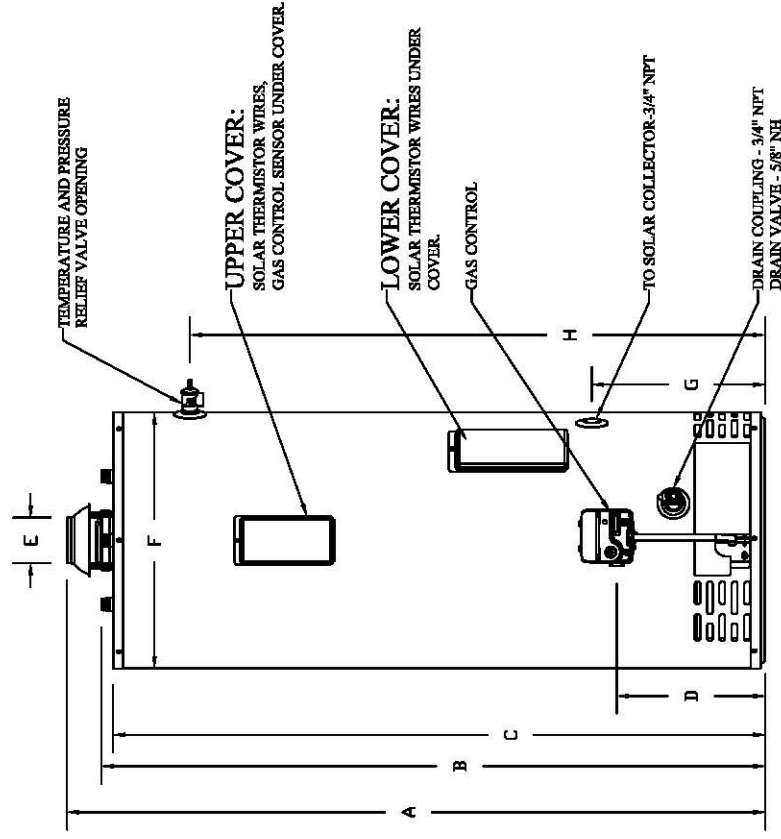 TEMPERATURE AND PRESSURE
RELIEF VALVE OPENING
UPPER COVER:
SOLAR THERMISTOR WIRES,
GAS CONTROL SENSOR UNDER COVER.
LOWER COVER:
SOLAR THERMISTOR WIRES UNDER
COVER.
GAS CONTROL
TO SOLAR COLLECTOR-3/4" NPT
DRAIN COUPLING - 3/4" NPT
DRAIN VALVE - 5/8" NH
E
F
H
G
D
C
B
A